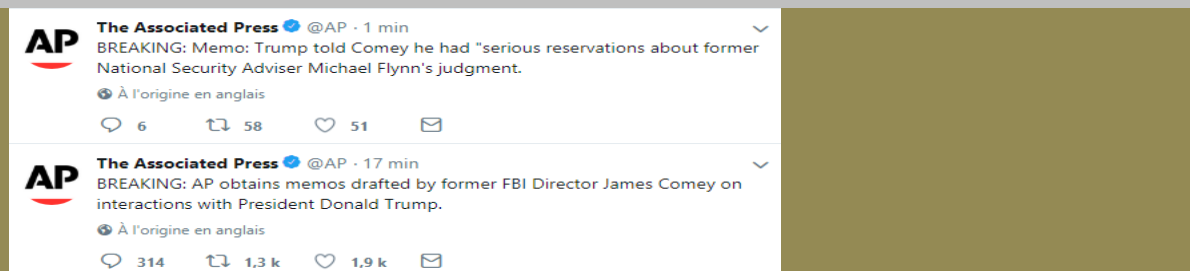 AP
The Associated Press @AP · 1 min
BREAKING: Memo: Trump told Comey he had "serious reservations about former
National Security Adviser Michael Flynn's judgment.
À l'origine en anglais
6 58 51
AP
The Associated Press @AP · 17 min
BREAKING: AP obtains memos drafted by former FBI Director James Comey on
interactions with President Donald Trump.
À l'origine en anglais
314 1,3 k 1,9 k